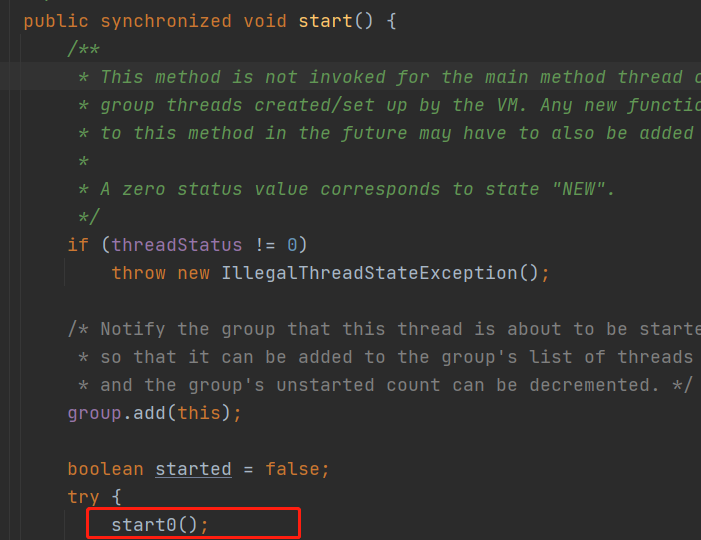 public synchronized void start() {
/**
* This method is not invoked for the main method thread
* group threads created/set up by the VM. Any new
* to this method in the future may have to also be added
*
* A zero status value corresponds to state "NEW".
*/
if (threadStatus != 0)
throw new IllegalThreadStateException();
/* Notify the group that this thread is about to be
* so that it can be added to the group's list of threads
* and the group's unstarted count can be decremented. */
group.add(this);
boolean started = false;
try {
start0();